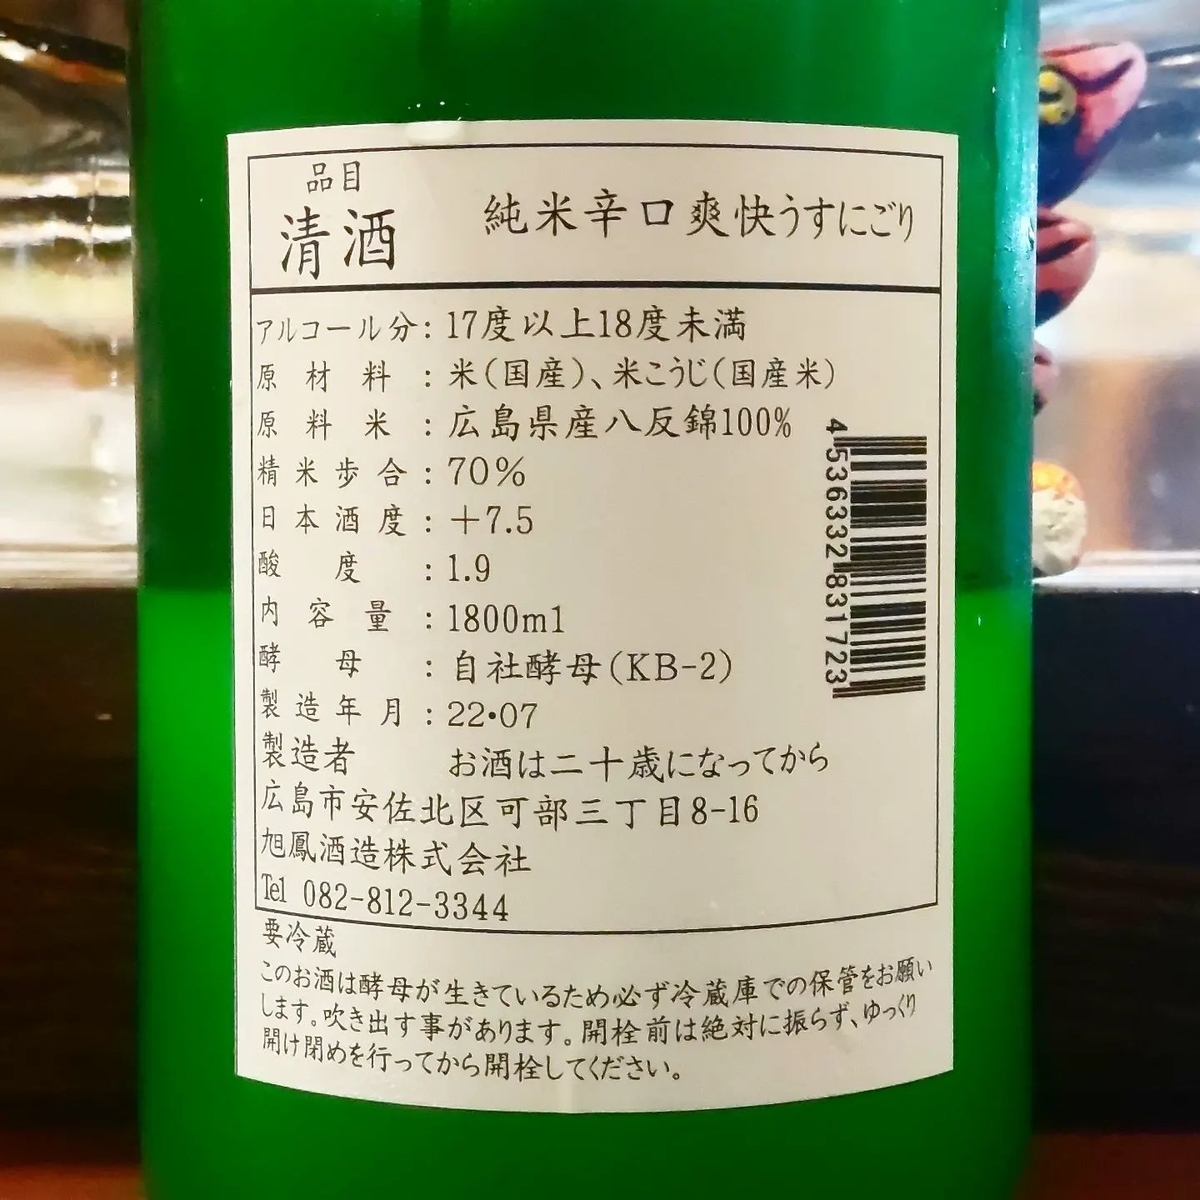 品目
清酒
純米辛口爽快うすにごり
アルコール分：17度以上18度未満
原材料：米（国産）、米こうじ（国産米）
原料米：広島県産八反錦100%
精米歩合：70%
日本酒度：＋7.5
酸度：1.9
内容量：1800ml
酵母：自社酵母（KB-2）
製造年月：22・07
製造者　お酒は二十歳になってから
広島市安佐北区可部三丁目8-16
旭鳳酒造株式会社
Tel 082-812-3344
4536332831723
要冷蔵
このお酒は酵母が生きているため必ず冷蔵庫での保管をお願い
します。吹き出す事があります。開栓前は絶対に振らず、ゆっくり
開け閉めを行ってから開栓してください。